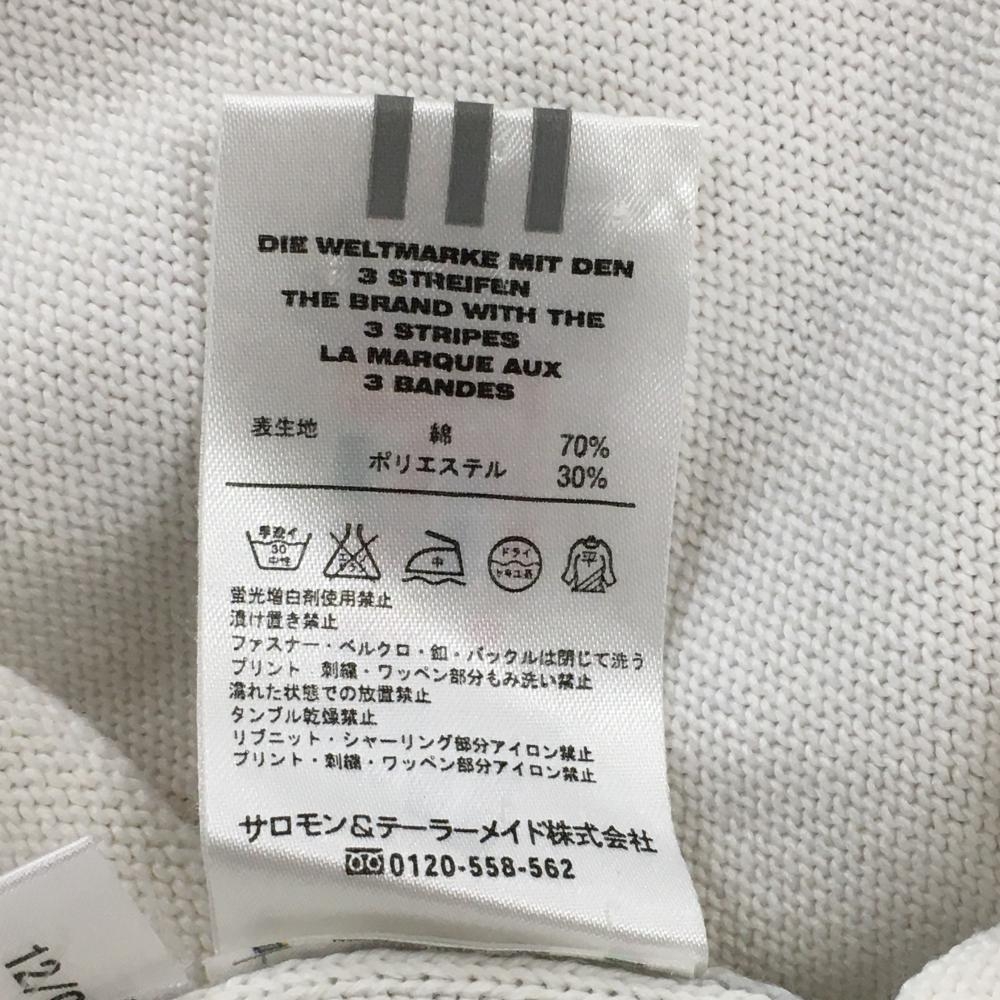 DIE WELTMARKE MIT DEN
3 STREIFEN
THE BRAND WITH THE
3 STRIPES
LA MARQUE AUX
3 BANDES
表生地 綿 70%
ポリエステル 30%
手洗イ
30
中性
エンソ
サラシ
中
ドライ
セキユ系
平
蛍光増白剤使用禁止
漬け置き禁止
ファスナー・ベルクロ・釦・バックルは閉じて洗う
プリント 刺繍・ワッペン部分もみ洗い禁止
濡れた状態での放置禁止
タンブル乾燥禁止
リブニット・シャーリング部分アイロン禁止
プリント・刺繍・ワッペン部分アイロン禁止
サロモン&テーラーメイド株式会社
0120-558-562
12/